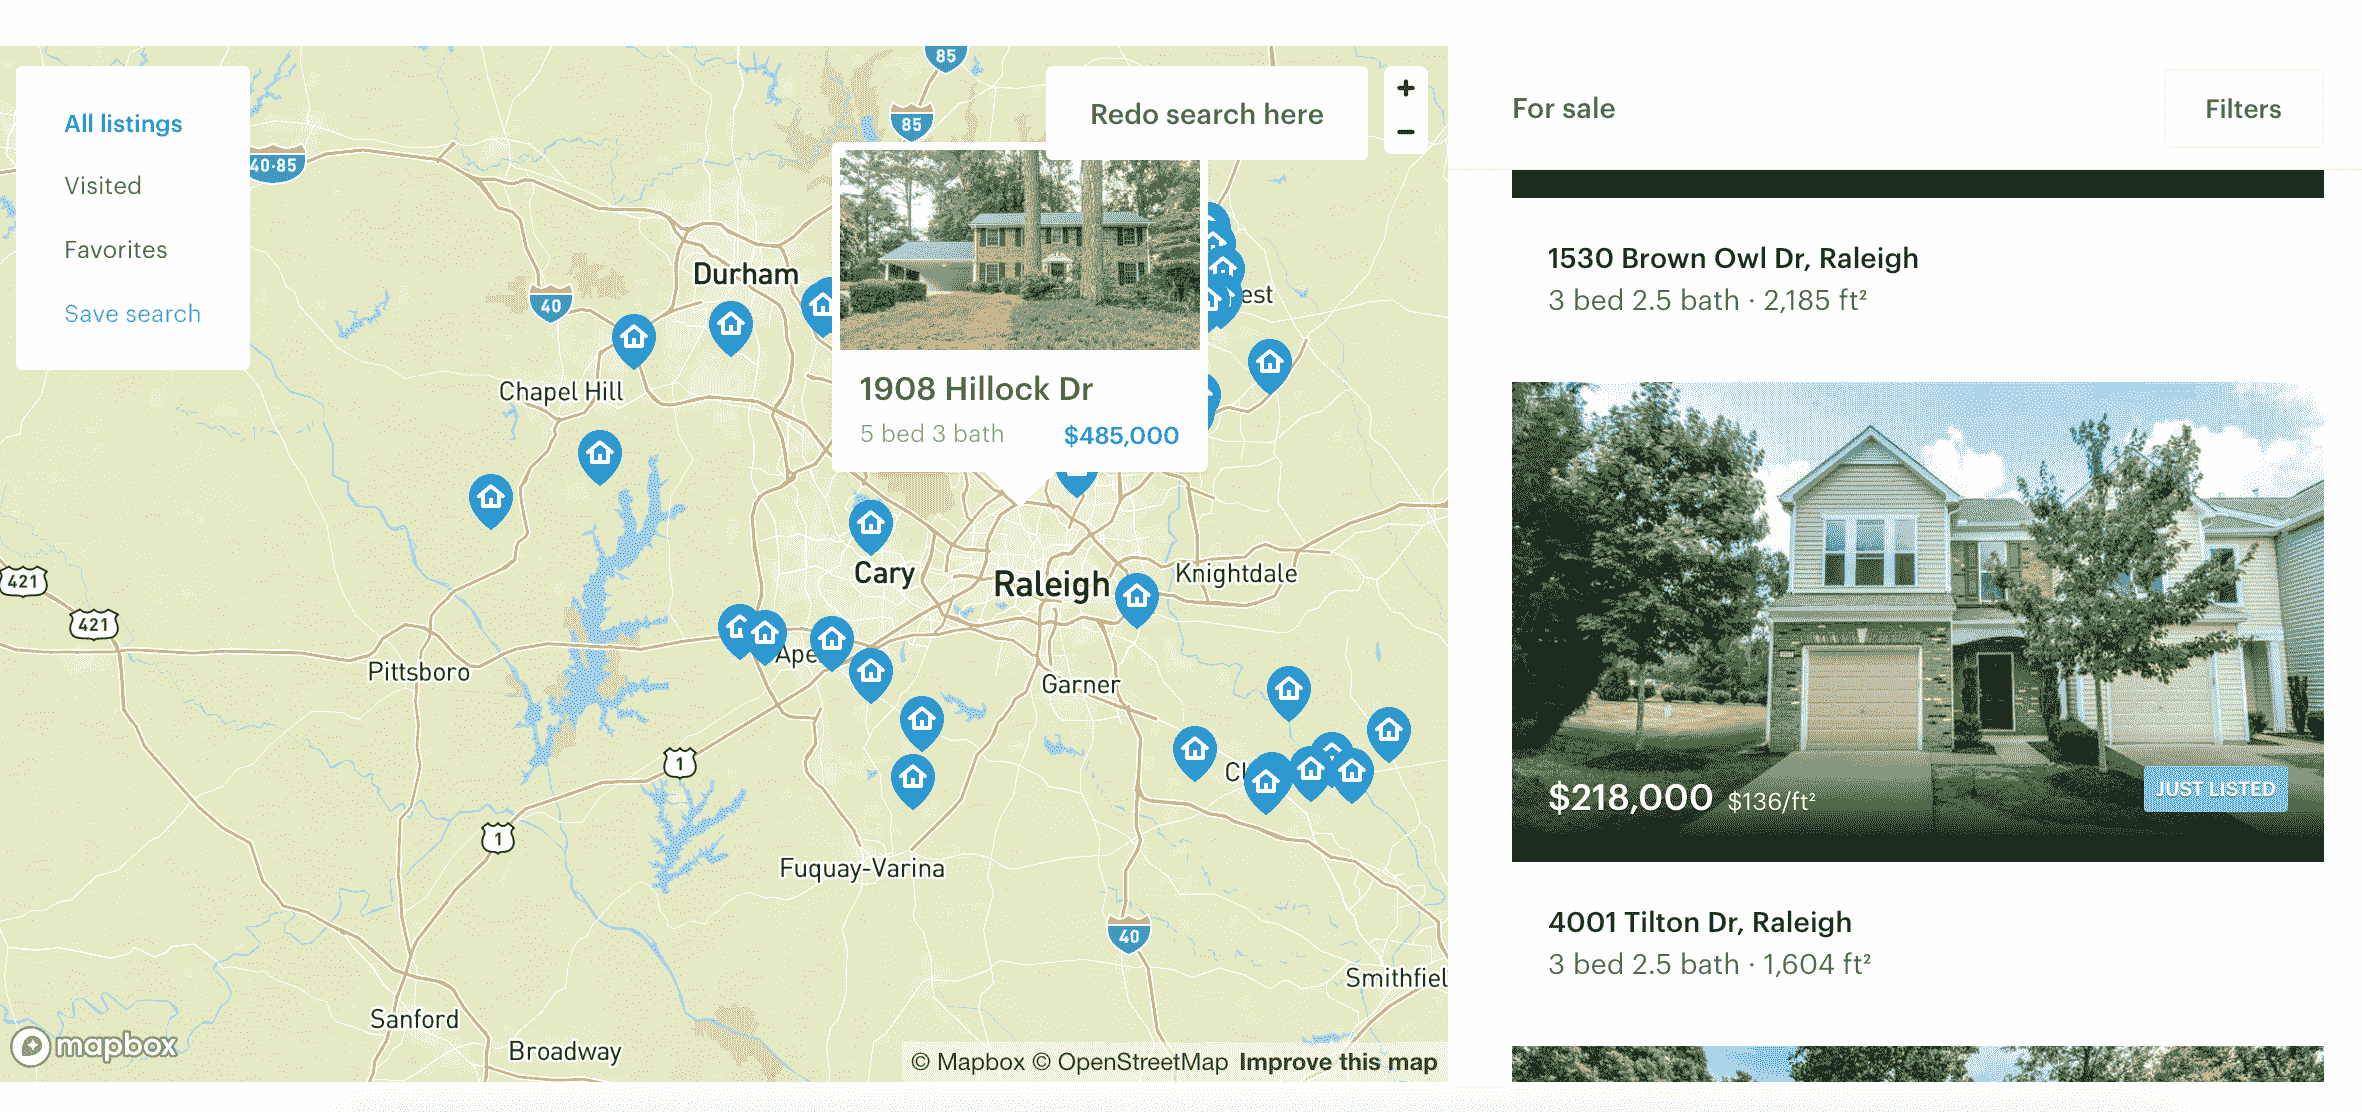 All listings
Visited
Favorites
Save search
85
85
40-85
Redo search here
+
−
Durham
40
est
Chapel Hill
1908 Hillock Dr
5 bed 3 bath
$485,000
Cary
Raleigh
Knightdale
421
421
Pittsboro
Ape
Garner
1
1
Cl
Fuquay-Varina
40
Smithfiel
Sanford
Broadway
mapbox
© Mapbox © OpenStreetMap Improve this map
For sale
Filters
1530 Brown Owl Dr, Raleigh
3 bed 2.5 bath · 2,185 ft²
$218,000 $136/ft²
JUST LISTED
4001 Tilton Dr, Raleigh
3 bed 2.5 bath · 1,604 ft²